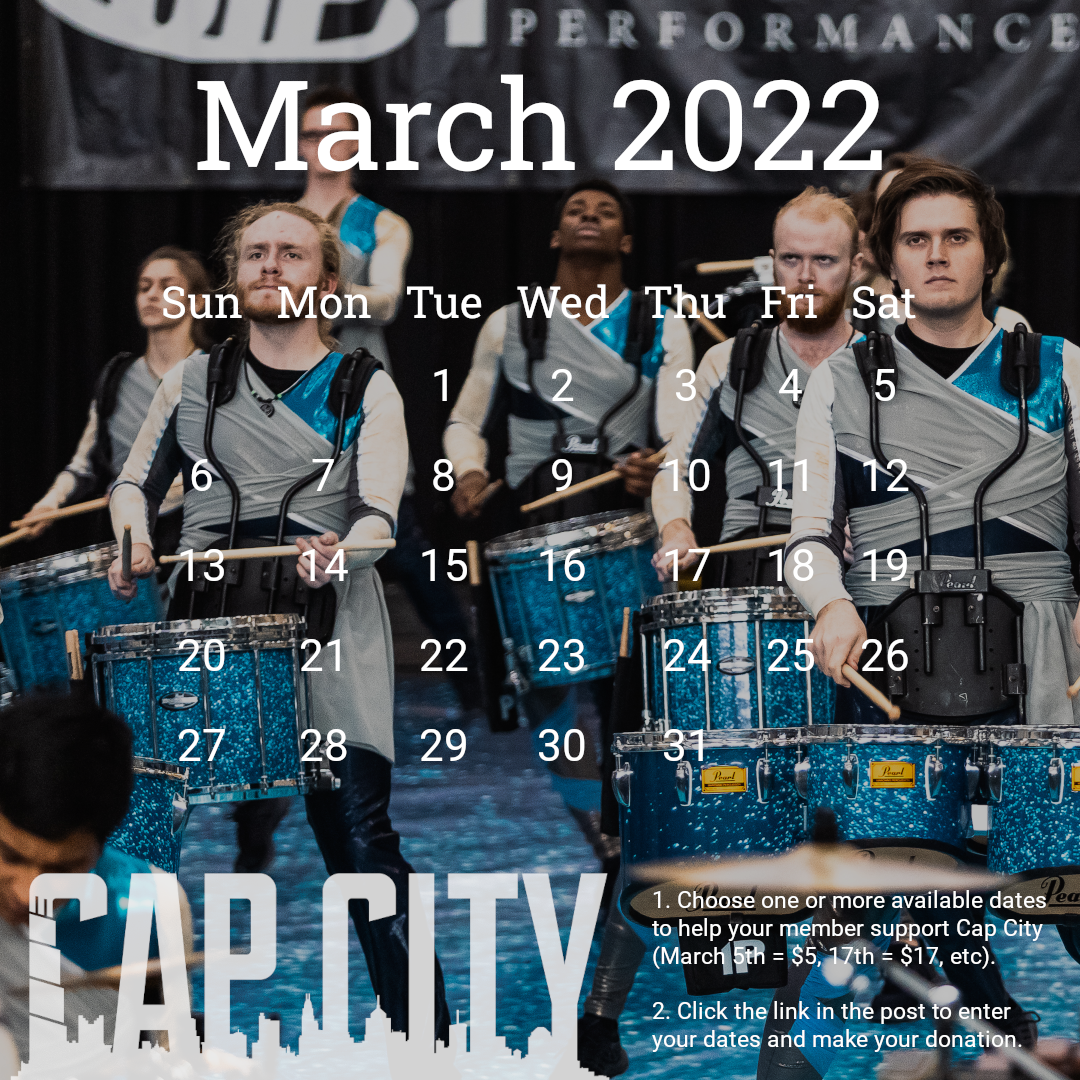 PERFORMANCE
March 2022
Sun Mon Tue Wed Thu Fri Sat
1 2 3 4 5
6 7 8 9 10 11 12
Pearl
13 14 15 16 17 18 19
Pearl
20 21 22 23 24 25 26
27 28 29 30 31
Pearl Pearl
CAP CITY
1. Choose one or more available dates
to help your member support Cap City
(March 5th = $5, 17th = $17, etc).
2. Click the link in the post to enter
your dates and make your donation.